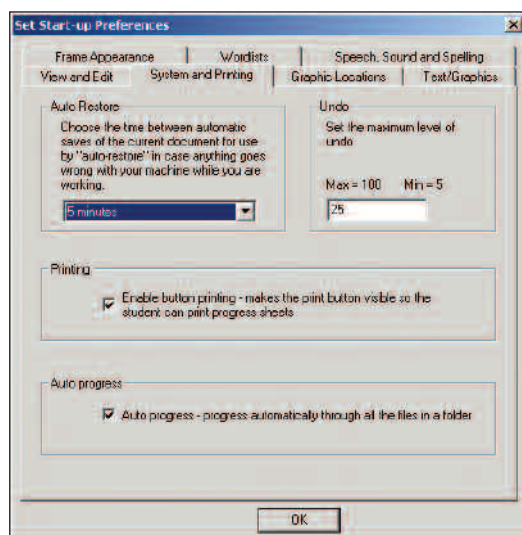 Set Start-up Preferences
Frame Appearance Wordlists Speech, Sound and Spelling
View and Edit System and Printing Graphic Locations Text/Graphics
Auto Restore
Choose the time between automatic
saves of the current document for use
by "auto-restore" in case anything goes
wrong with your machine while you are
working.
5 minutes
Undo
Set the maximum level of
undo
Max = 100 Min = 5
25
Printing
Enable button printing - makes the print button visible so the
student can print progress sheets
Auto progress
Auto progress - progress automatically through all the files in a folder
OK